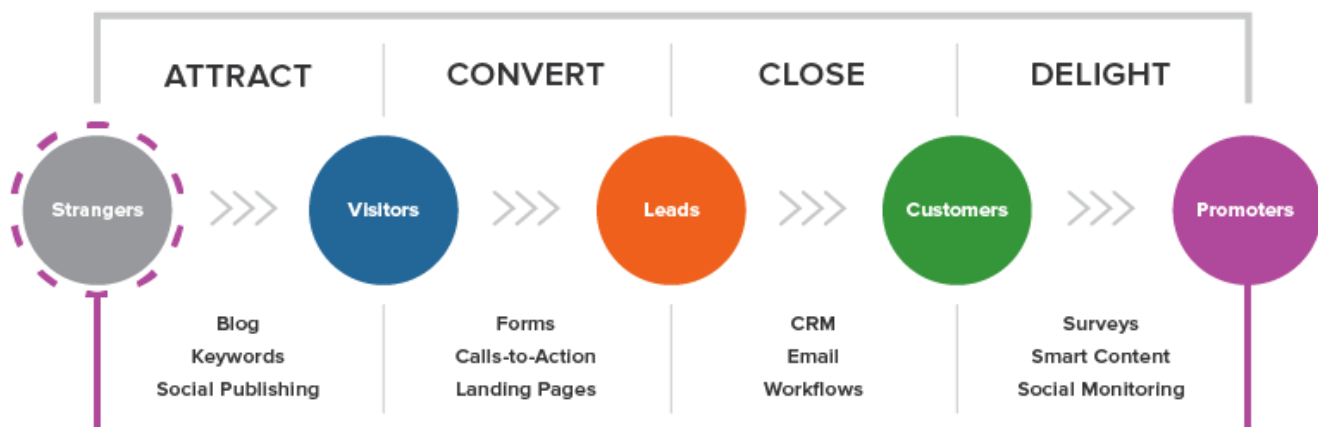 ATTRACT
CONVERT
CLOSE
DELIGHT
Strangers
Visitors
Leads
Customers
Promoters
Blog
Keywords
Social Publishing
Forms
Calls-to-Action
Landing Pages
CRM
Email
Workflows
Surveys
Smart Content
Social Monitoring